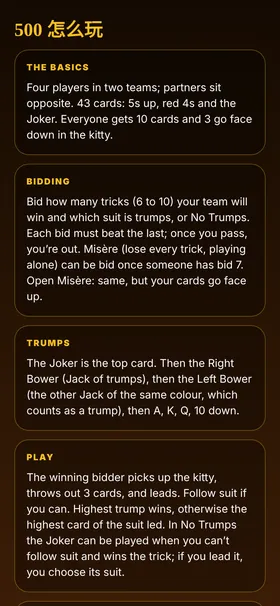 500 怎么玩
THE BASICS
Four players in two teams; partners sit
opposite. 43 cards: 5s up, red 4s and the
Joker. Everyone gets 10 cards and 3 go face
down in the kitty.
BIDDING
Bid how many tricks (6 to 10) your team will
win and which suit is trumps, or No Trumps.
Each bid must beat the last; once you pass,
you're out. Misère (lose every trick, playing
alone) can be bid once someone has bid 7.
Open Misère: same, but your cards go face
up.
TRUMPS
The Joker is the top card. Then the Right
Bower (Jack of trumps), then the Left Bower
(the other Jack of the same colour, which
counts as a trump), then A, K, Q, 10 down.
PLAY
The winning bidder picks up the kitty,
throws out 3 cards, and leads. Follow suit if
you can. Highest trump wins, otherwise the
highest card of the suit led. In No Trumps
the Joker can be played when you can't
follow suit and wins the trick; if you lead it,
you choose its suit.